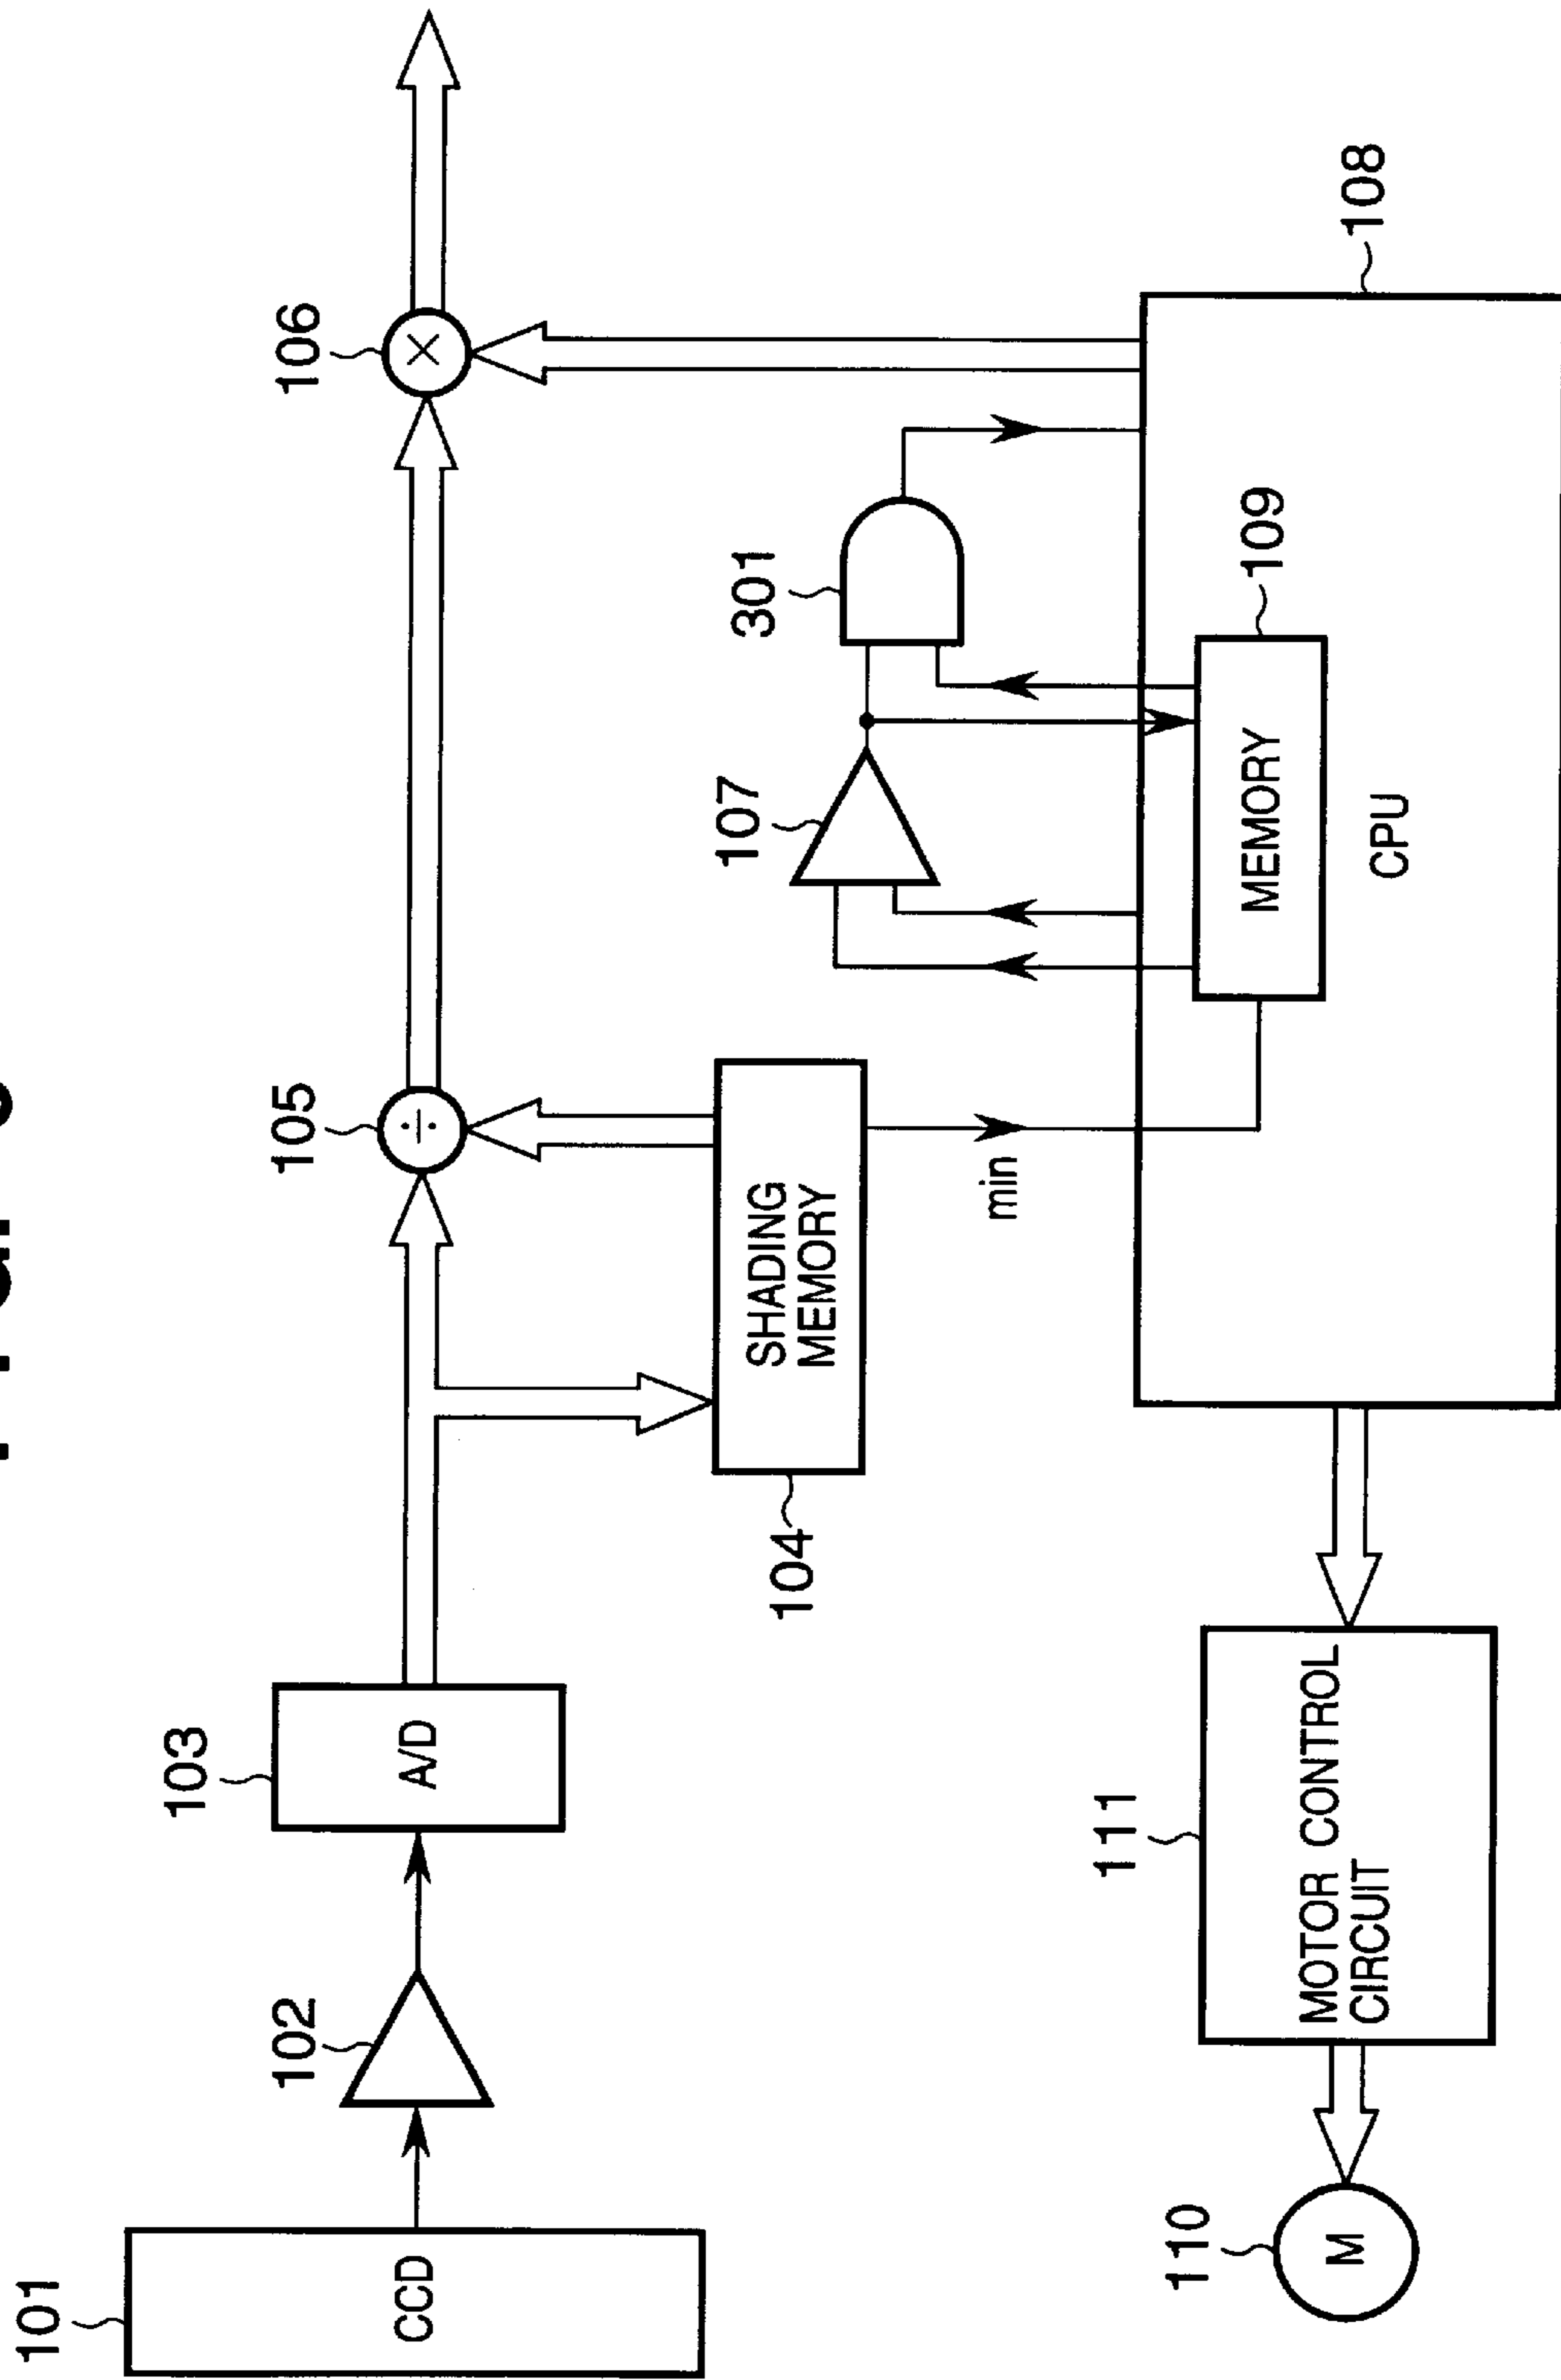 101
CCD
102
103
A/D
104
SHADING
MEMORY
105
÷
106
×
min
107
301
108
109
MEMORY
CPU
110
M
111
MOTOR CONTROL
CIRCUIT